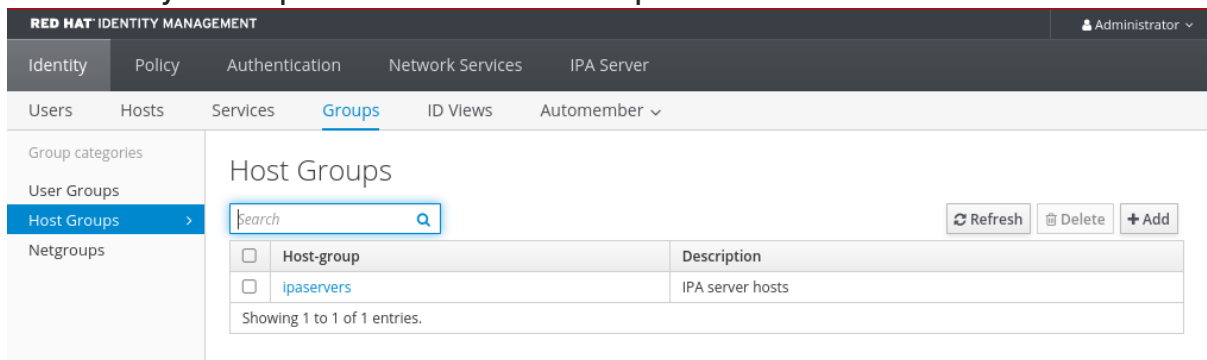 RED HAT® IDENTITY MANAGEMENT
Administrator
Identity Policy Authentication Network Services IPA Server
Users Hosts Services Groups ID Views Automember
Group categories
User Groups
Host Groups
Netgroups
Host Groups
Search
Refresh Delete Add
Host-group Description
ipaservers IPA server hosts
Showing 1 to 1 of 1 entries.